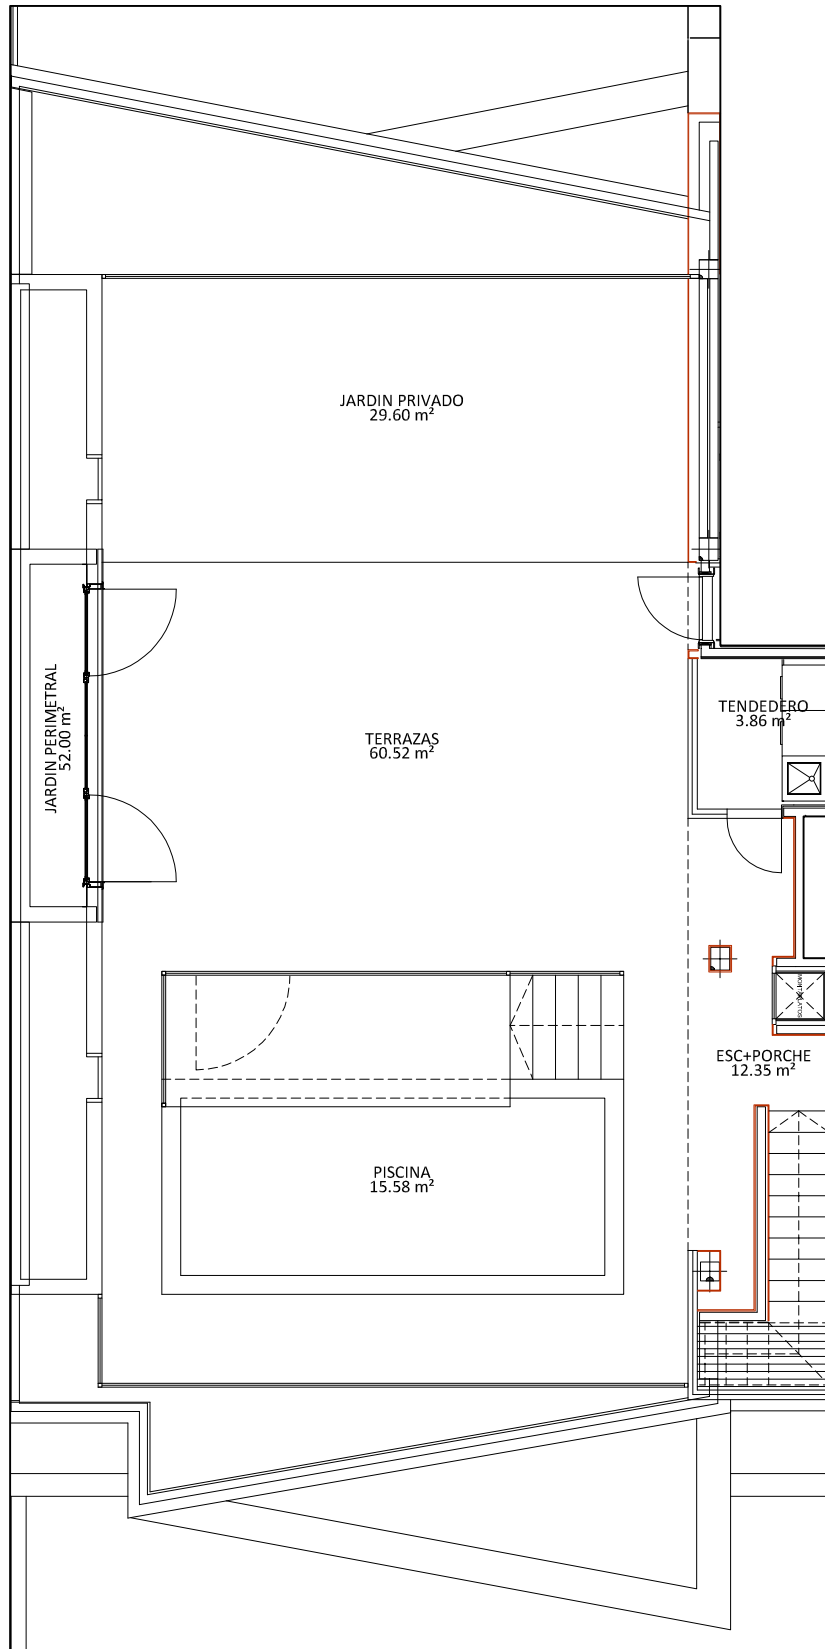 JARDIN PRIVADO
29.60 m²
JARDIN PERIMETRAL
52.00 m²
TERRAZAS
60.52 m²
TENDEDERO
3.86 m²
MONTAPLATOS
ESC+PORCHE
12.35 m²
PISCINA
15.58 m²